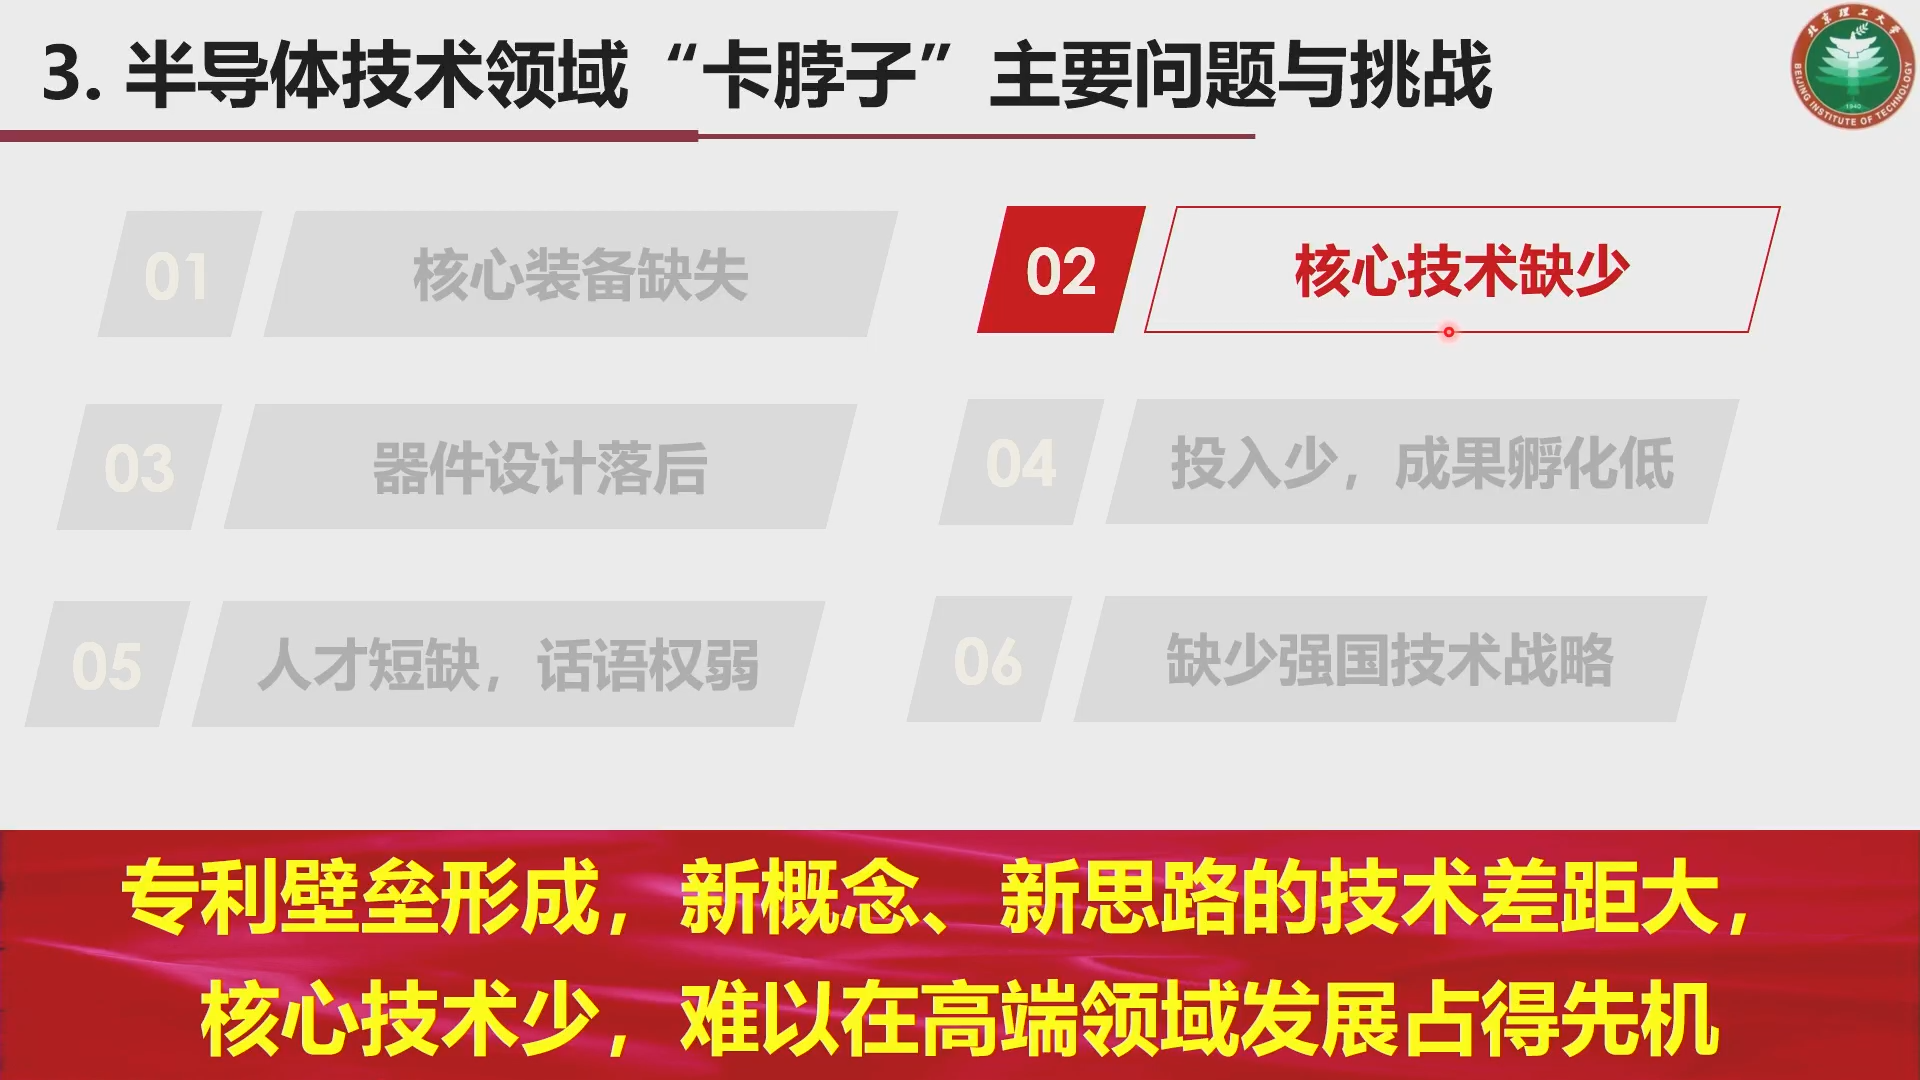 3. 半导体技术领域“卡脖子”主要问题与挑战
北京理工大学
BEIJING INSTITUTE OF TECHNOLOGY
1940
01 核心装备缺失
02 核心技术缺少
03 器件设计落后
04 投入少，成果孵化低
05 人才短缺，话语权弱
06 缺少强国技术战略
专利壁垒形成，新概念、新思路的技术差距大，
核心技术少，难以在高端领域发展占得先机